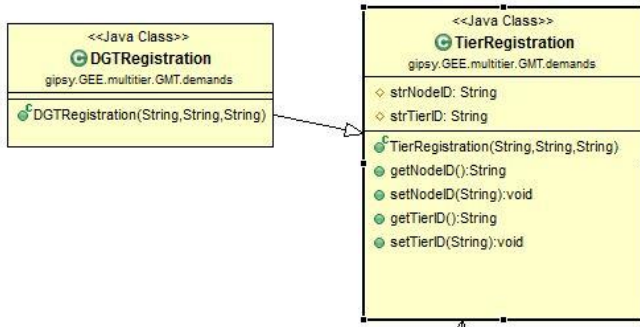 <<Java Class>>
DGTRegistration
gipsy.GEE.multitier.GMT.demands
DGTRegistration(String,String,String)
<<Java Class>>
TierRegistration
gipsy.GEE.multitier.GMT.demands
strNodeID: String
strTierID: String
TierRegistration(String,String,String)
getNodeID():String
setNodeID(String):void
getTierID():String
setTierID(String):void